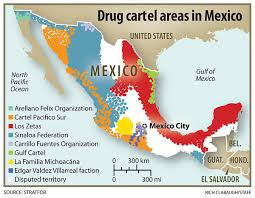 Drug cartel areas in Mexico
UNITED STATES
North
Pacific
Ocean
MEXICO
Gulf of
Mexico
Arellano Felix Organization
Cartel Pacifico Sur
Los Zetas
Sinaloa Federation
Carrillo Fuentes Organization
Gulf Cartel
La Familia Michoacána
Edgar Valdez Villarreal faction
Disputed territory
Mexico City
0 300 km
0 300 mi
BEL.
GUAT.
HOND.
EL SALVADOR
SOURCE: STRATFOR
RICH CLABAUGH/STAFF